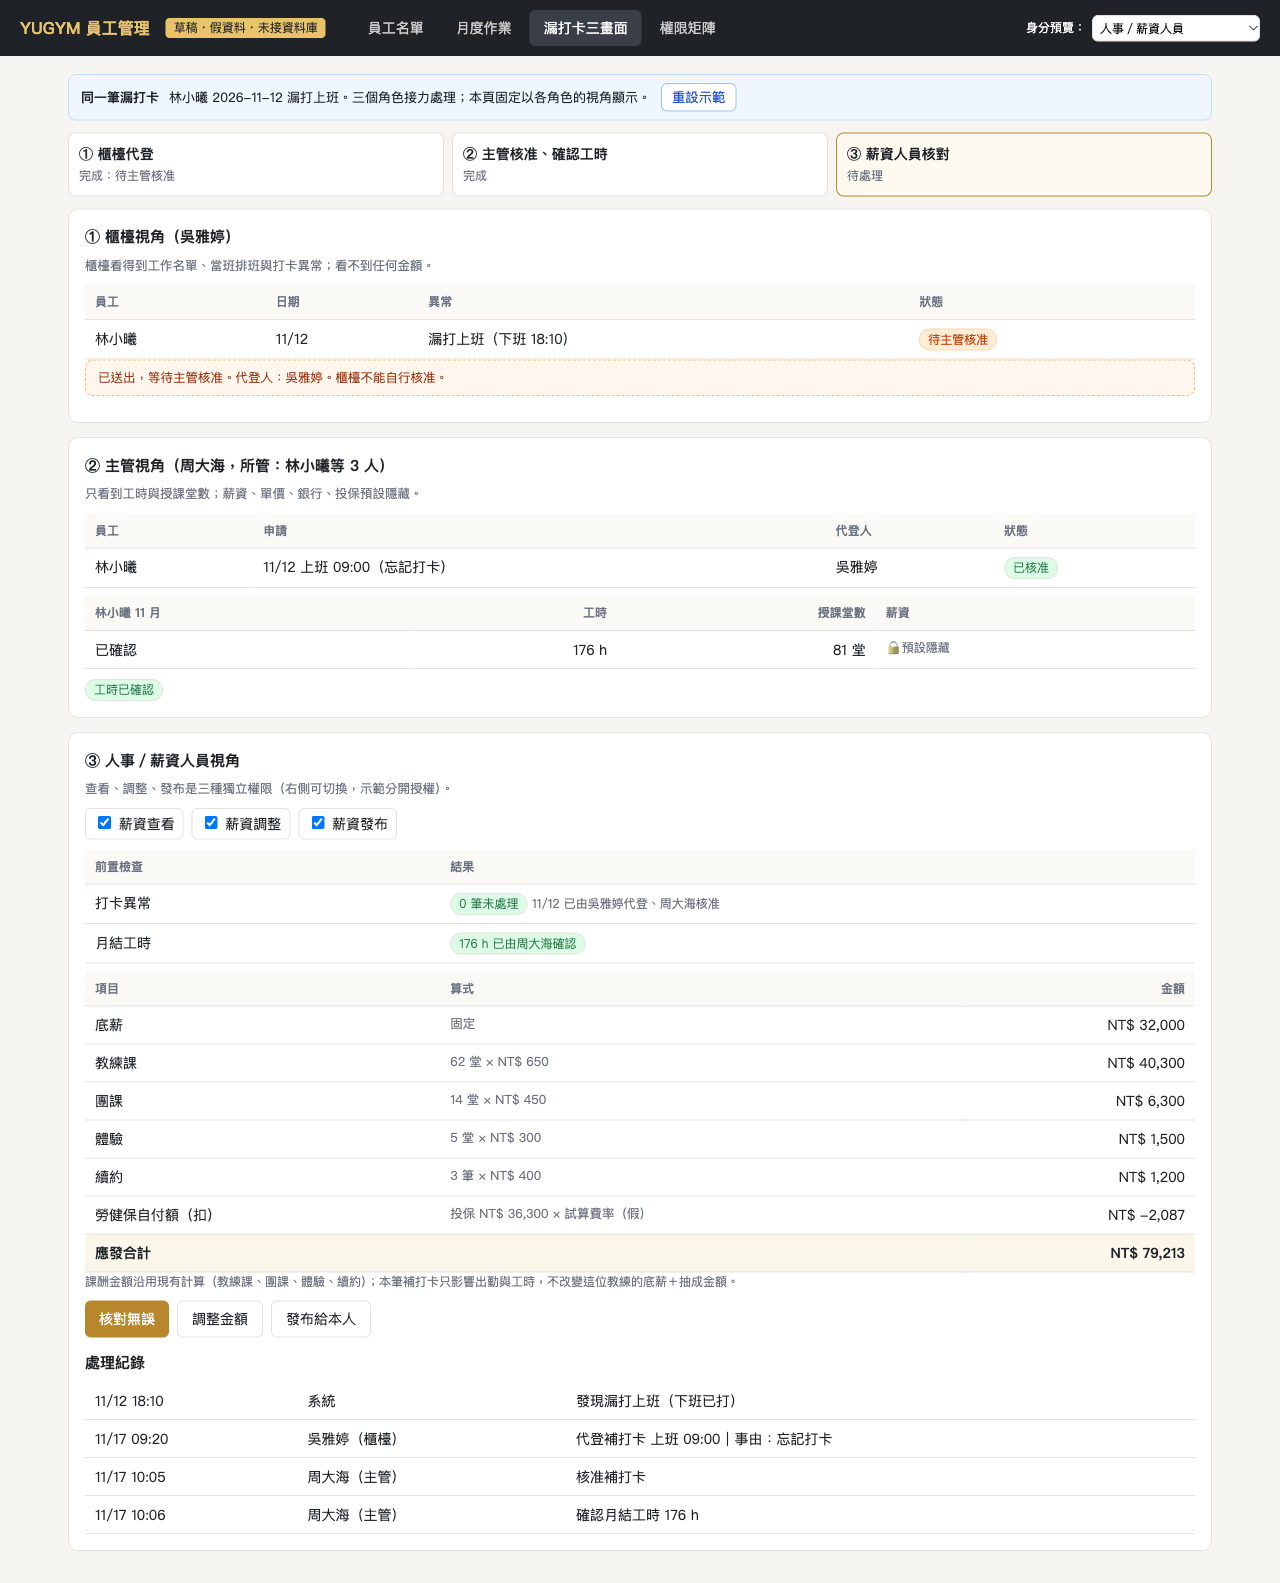 YUGYM 員工管理 草稿・假資料・未接資料庫 員工名單 月度作業 漏打卡三畫面 權限矩陣 身分預覽： 人事 / 薪資人員
同一筆漏打卡 林小曦 2026-11-12 漏打上班。三個角色接力處理；本頁固定以各角色的視角顯示。 重設示範
① 櫃檯代登
完成：待主管核准
② 主管核准、確認工時
完成
③ 薪資人員核對
待處理
① 櫃檯視角（吳雅婷）
櫃檯看得到工作名單、當班排班與打卡異常；看不到任何金額。
員工 日期 異常 狀態
林小曦 11/12 漏打上班（下班 18:10） 待主管核准
已送出，等待主管核准。代登人：吳雅婷。櫃檯不能自行核准。
② 主管視角（周大海，所管：林小曦等 3 人）
只看到工時與授課堂數；薪資、單價、銀行、投保預設隱藏。
員工 申請 代登人 狀態
林小曦 11/12 上班 09:00（忘記打卡） 吳雅婷 已核准
林小曦 11 月 工時 授課堂數 薪資
已確認 176 h 81 堂 🔒預設隱藏
工時已確認
③ 人事 / 薪資人員視角
查看、調整、發布是三種獨立權限（右側可切換，示範分開授權）。
薪資查看 薪資調整 薪資發布
前置檢查 結果
打卡異常 0 筆未處理 11/12 已由吳雅婷代登、周大海核准
月結工時 176 h 已由周大海確認
項目 算式 金額
底薪 固定 NT$ 32,000
教練課 62 堂 × NT$ 650 NT$ 40,300
團課 14 堂 × NT$ 450 NT$ 6,300
體驗 5 堂 × NT$ 300 NT$ 1,500
續約 3 筆 × NT$ 400 NT$ 1,200
勞健保自付額（扣） 投保 NT$ 36,300 × 試算費率（假） NT$ -2,087
應發合計 NT$ 79,213
課酬金額沿用現有計算（教練課、團課、體驗、續約）；本筆補打卡只影響出勤與工時，不改變這位教練的底薪＋抽成金額。
核對無誤 調整金額 發布給本人
處理紀錄
11/12 18:10 系統 發現漏打上班（下班已打）
11/17 09:20 吳雅婷（櫃檯） 代登補打卡 上班 09:00｜事由：忘記打卡
11/17 10:05 周大海（主管） 核准補打卡
11/17 10:06 周大海（主管） 確認月結工時 176 h